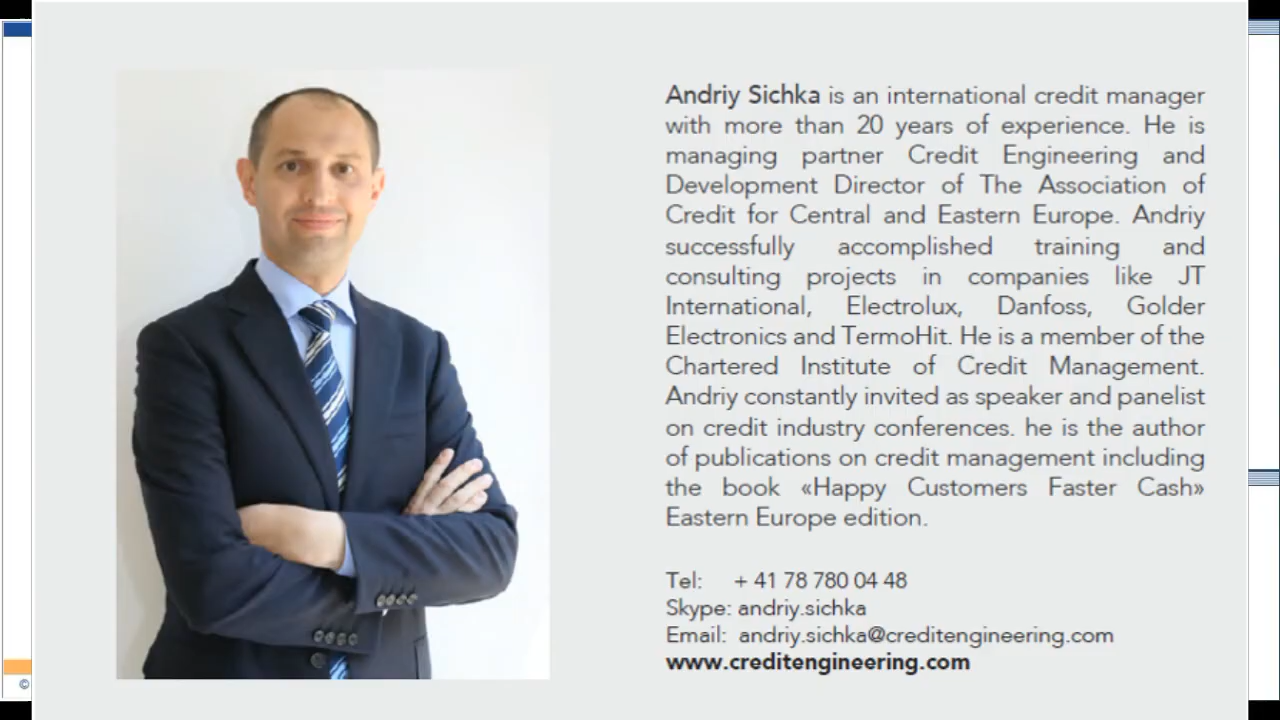 Andriy Sichka is an international credit manager
with more than 20 years of experience. He is
managing partner Credit Engineering and
Development Director of The Association of
Credit for Central and Eastern Europe. Andriy
successfully accomplished training and
consulting projects in companies like JT
International, Electrolux, Danfoss, Golder
Electronics and TermoHit. He is a member of the
Chartered Institute of Credit Management.
Andriy constantly invited as speaker and panelist
on credit industry conferences. he is the author
of publications on credit management including
the book «Happy Customers Faster Cash»
Eastern Europe edition.
Tel: + 41 78 780 04 48
Skype: andriy.sichka
Email: andriy.sichka@creditengineering.com
www.creditengineering.com
©